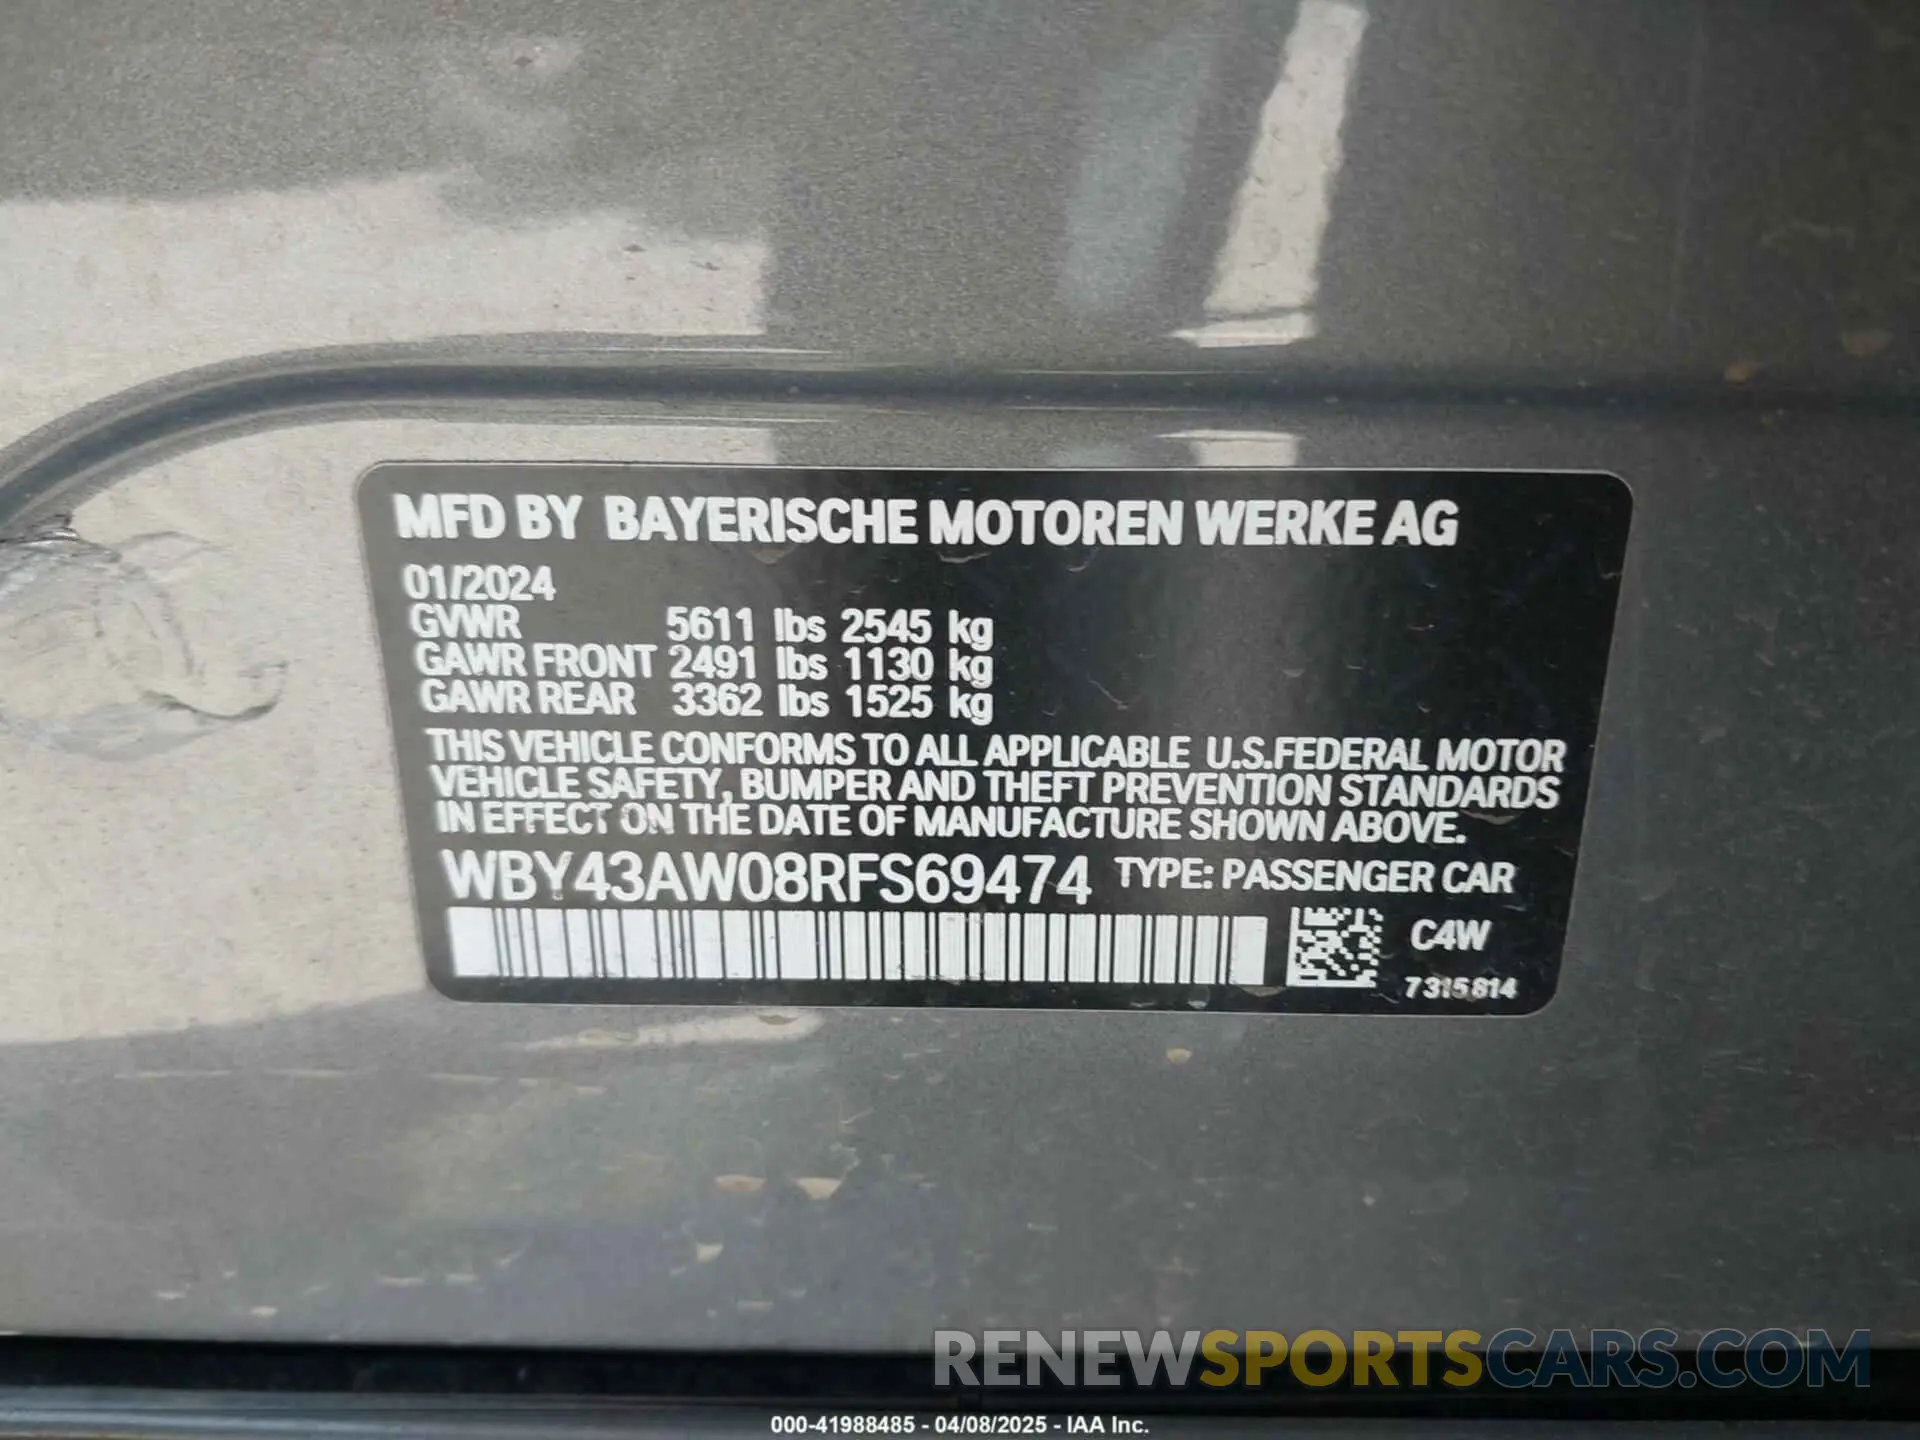 MFD BY BAYERISCHE MOTOREN WERKE AG
01/2024
GVWR 5611 lbs 2545 kg
GAWR FRONT 2491 lbs 1130 kg
GAWR REAR 3362 lbs 1525 kg
THIS VEHICLE CONFORMS TO ALL APPLICABLE U.S.FEDERAL MOTOR
VEHICLE SAFETY, BUMPER AND THEFT PREVENTION STANDARDS
IN EFFECT ON THE DATE OF MANUFACTURE SHOWN ABOVE.
WBY43AW08RFS69474 TYPE: PASSENGER CAR
C4W
7315814
RENEWSPORTSCARS.COM
000-41988485 - 04/08/2025 - IAA Inc.